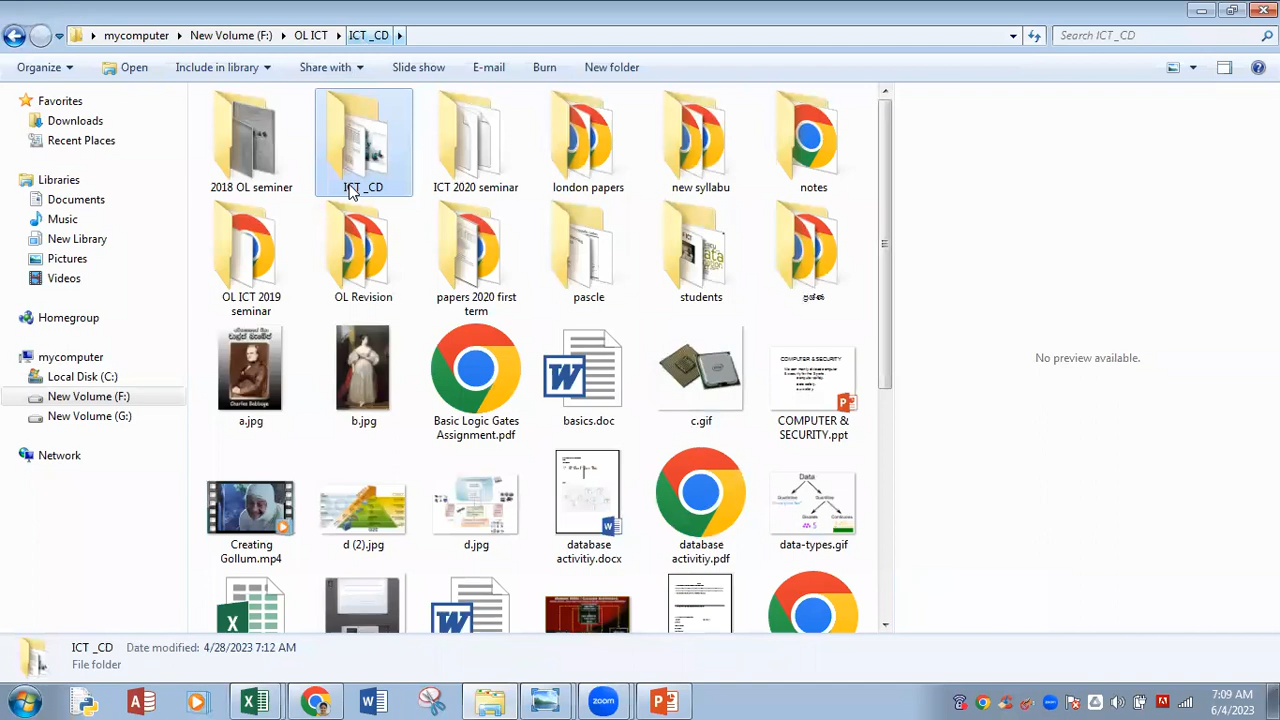 mycomputer
New Volume (F:)
OL ICT
ICT _CD
Search ICT_CD
Organize
Open
Include in library
Share with
Slide show
E-mail
Burn
New folder
Favorites
Downloads
Recent Places
Libraries
Documents
Music
New Library
Pictures
Videos
Homegroup
mycomputer
Local Disk (C:)
New Volume (F:)
New Volume (G:)
Network
2018 OL seminer
ICT _CD
ICT 2020 seminar
london papers
new syllabu
notes
OL ICT 2019
seminar
OL Revision
papers 2020 first
term
pascle
students
a.jpg
b.jpg
Charles Babbage
Basic Logic Gates
Assignment.pdf
basics.doc
c.gif
COMPUTER & SECURITY
COMPUTER &
SECURITY.ppt
Creating
Gollum.mp4
d (2).jpg
d.jpg
database
activitiy.docx
database
activitiy.pdf
Data
data-types.gif
No preview available.
ICT _CD
Date modified: 4/28/2023 7:12 AM
File folder
zoom
7:09 AM
6/4/2023